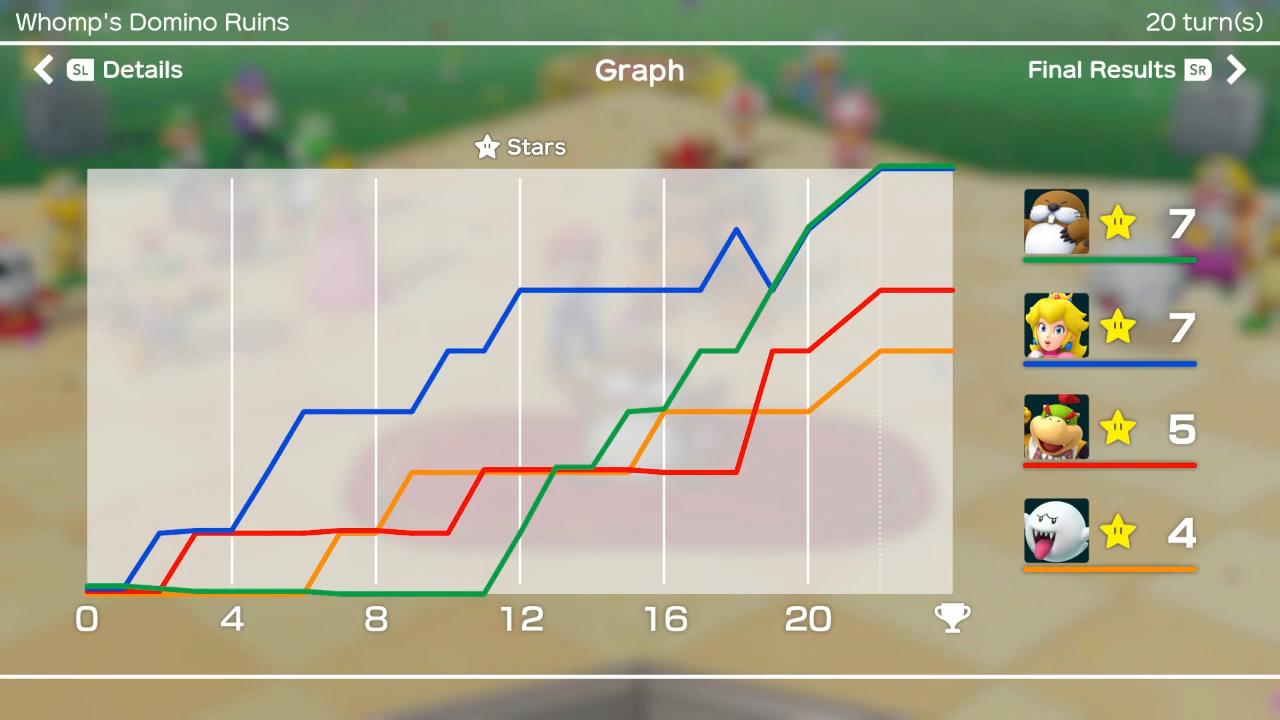 Whomp's Domino Ruins
20 turn(s)
SL Details
Graph
Final Results SR
Stars
7
7
5
4
0 4 8 12 16 20